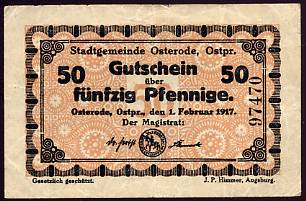 Stadtgemeinde Osterode, Ostpr.
50 Gutschein 50
über
fünfzig Pfennige.
Osterode, Ostpr., den 1. Februar 1917.
Der Magistrat:
97470
Gesetzlich geschützt.
J. P. Himmer, Augsburg.